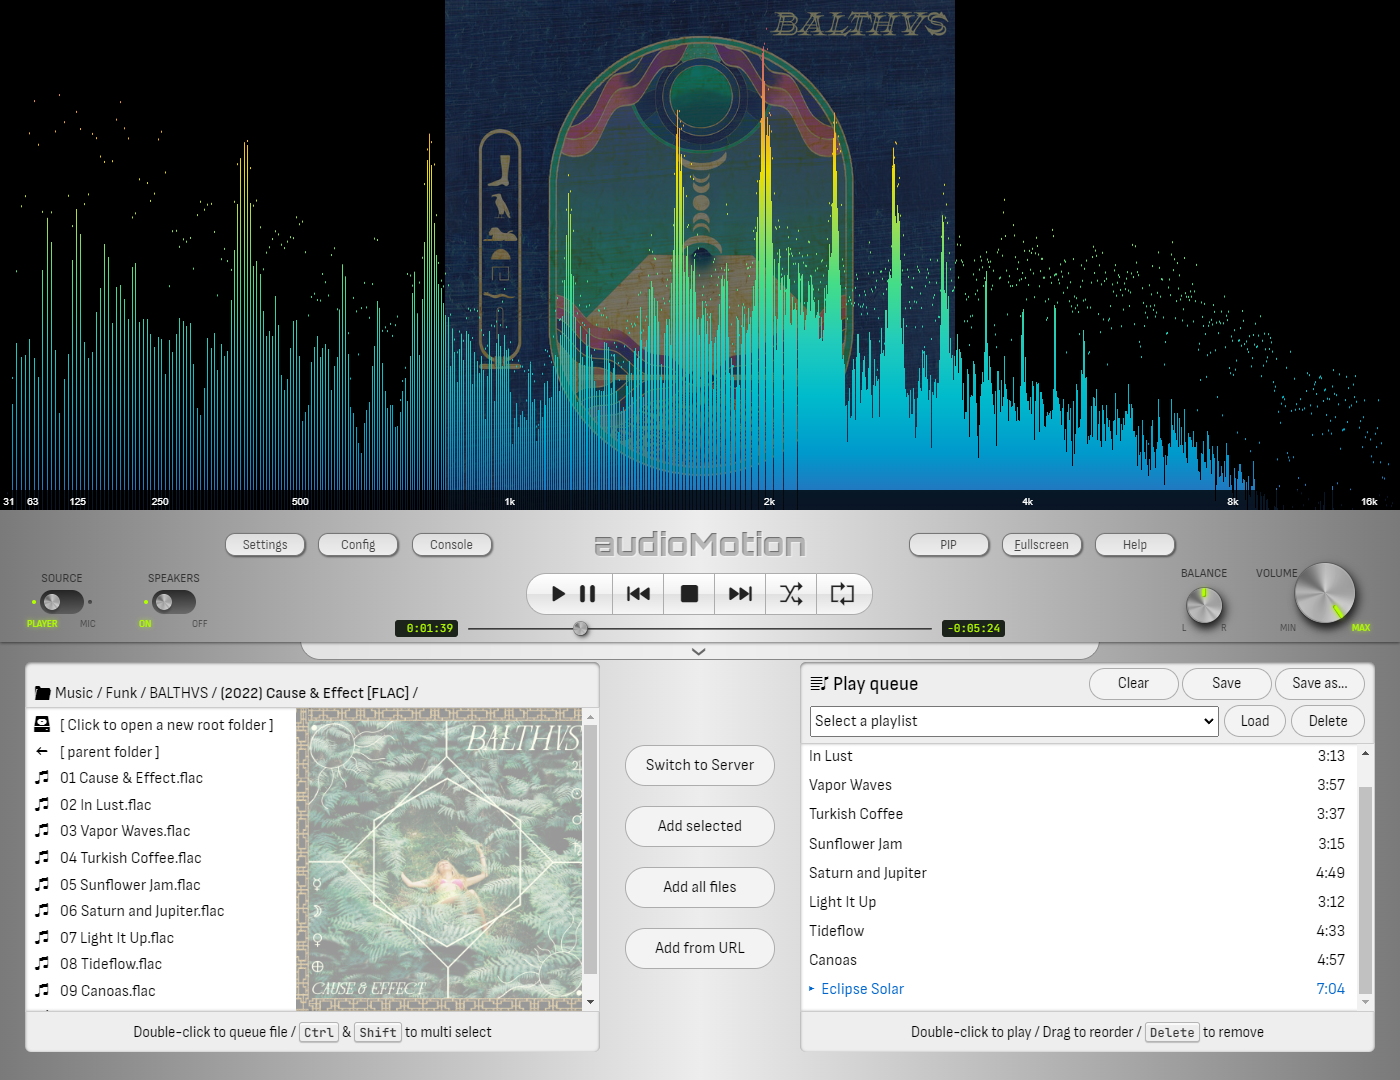 BALTHVS
31 63 125 250 500 1k 2k 4k 8k 16k
Settings Config Console audioMotion PIP Fullscreen Help
SOURCE SPEAKERS BALANCE VOLUME
PLAYER MIC ON OFF L R MIN MAX
0:01:39 -0:05:24
Music / Funk / BALTHVS / (2022) Cause & Effect [FLAC] /
[ Click to open a new root folder ]
[ parent folder ]
01 Cause & Effect.flac
02 In Lust.flac
03 Vapor Waves.flac
04 Turkish Coffee.flac
05 Sunflower Jam.flac
06 Saturn and Jupiter.flac
07 Light It Up.flac
08 Tideflow.flac
09 Canoas.flac
BALTHVS
CAUSE & EFFECT
Double-click to queue file / Ctrl & Shift to multi select
Switch to Server
Add selected
Add all files
Add from URL
Play queue Clear Save Save as...
Select a playlist Load Delete
In Lust 3:13
Vapor Waves 3:57
Turkish Coffee 3:37
Sunflower Jam 3:15
Saturn and Jupiter 4:49
Light It Up 3:12
Tideflow 4:33
Canoas 4:57
Eclipse Solar 7:04
Double-click to play / Drag to reorder / Delete to remove